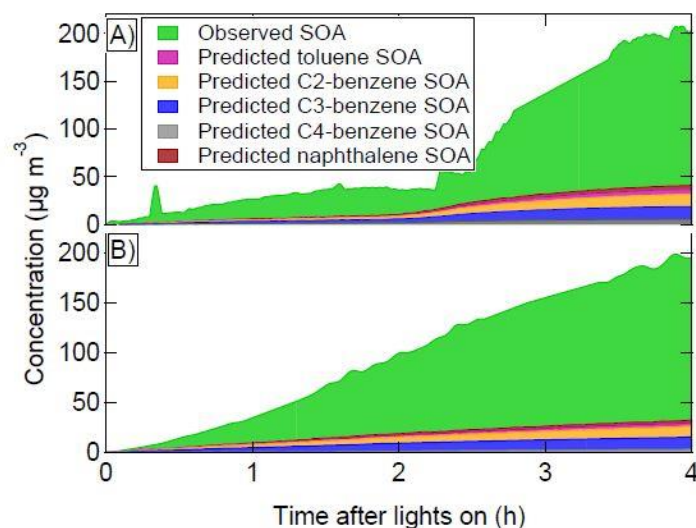 A)
Observed SOA
Predicted toluene SOA
Predicted C2-benzene SOA
Predicted C3-benzene SOA
Predicted C4-benzene SOA
Predicted naphthalene SOA
200
150
100
50
0
B)
200
150
100
50
0
Concentration (µg m⁻³)
0 1 2 3 4
Time after lights on (h)